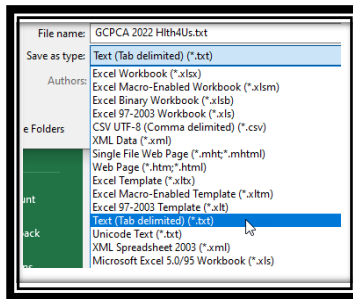 File name: GCPCA 2022 Hlth4Us.txt
Save as type: Text (Tab delimited) (*.txt)
Authors: Excel Workbook (*.xlsx)
Excel Macro-Enabled Workbook (*.xlsm)
Excel Binary Workbook (*.xlsb)
Excel 97-2003 Workbook (*.xls)
e Folders CSV UTF-8 (Comma delimited) (*.csv)
XML Data (*.xml)
Single File Web Page (*.mht;*.mhtml)
Web Page (*.htm;*.html)
Excel Template (*.xltx)
unt Excel Macro-Enabled Template (*.xltm)
Excel 97-2003 Template (*.xlt)
Text (Tab delimited) (*.txt)
ack Unicode Text (*.txt)
XML Spreadsheet 2003 (*.xml)
Microsoft Excel 5.0/95 Workbook (*.xls)